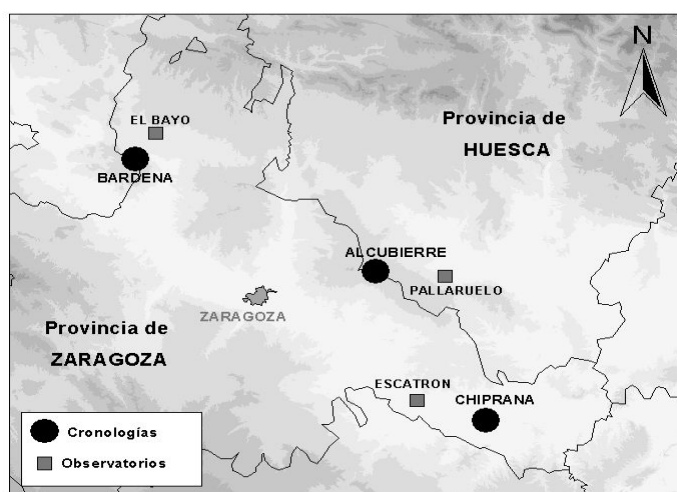 N
Provincia de
HUESCA
EL BAYO
BARDENA
ALCUBIERRE
PALLARUELO
ZARAGOZA
Provincia de
ZARAGOZA
ESCATRON
CHIPRANA
Cronologías
Observatorios